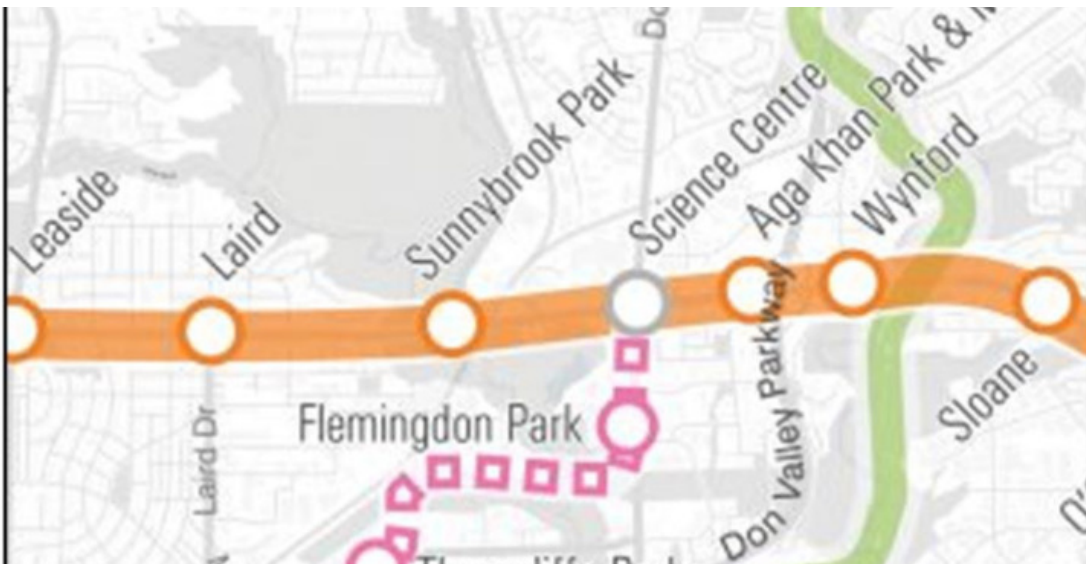 Leaside
Laird
Sunnybrook Park
Science Centre
Aga Khan Park &
Wynford
Sloane
Flemingdon Park
Laird Dr
Don Valley Parkway